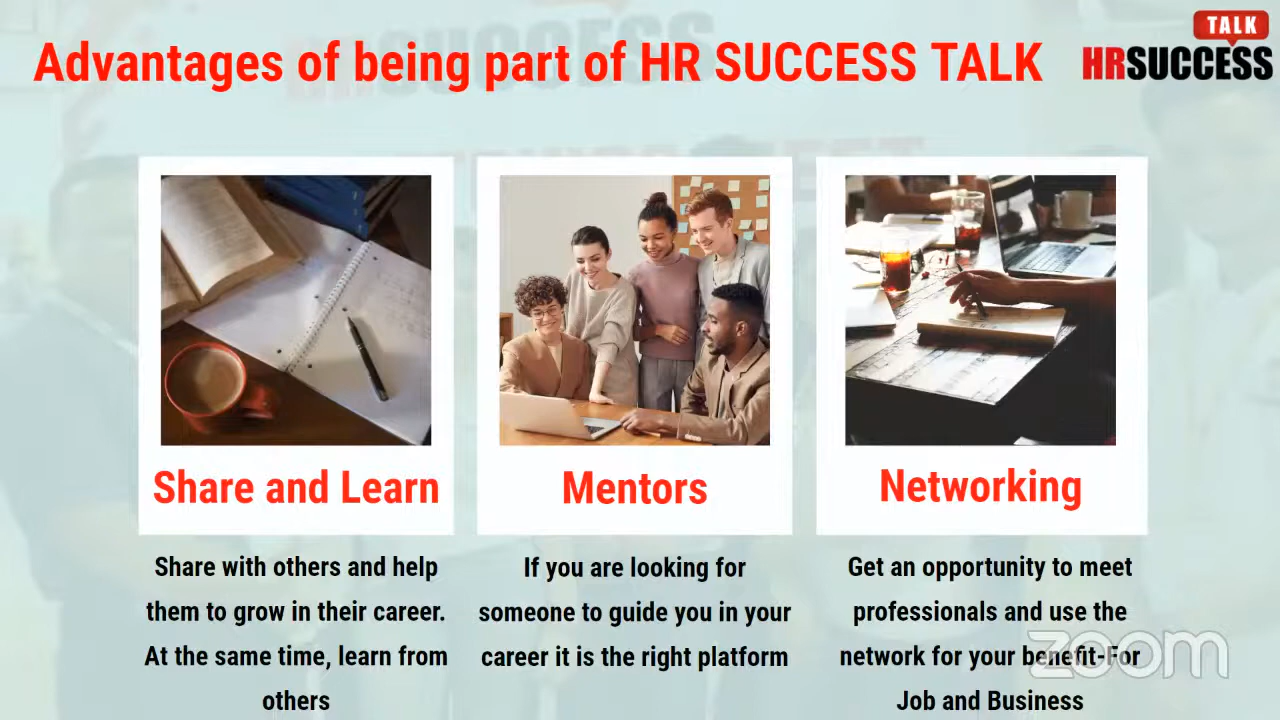 Advantages of being part of HR SUCCESS TALK
TALK
HRSUCCESS
Share and Learn
Mentors
Networking
Share with others and help
them to grow in their career.
At the same time, learn from
others
If you are looking for
someone to guide you in your
career it is the right platform
Get an opportunity to meet
professionals and use the
network for your benefit-For
Job and Business
zoom